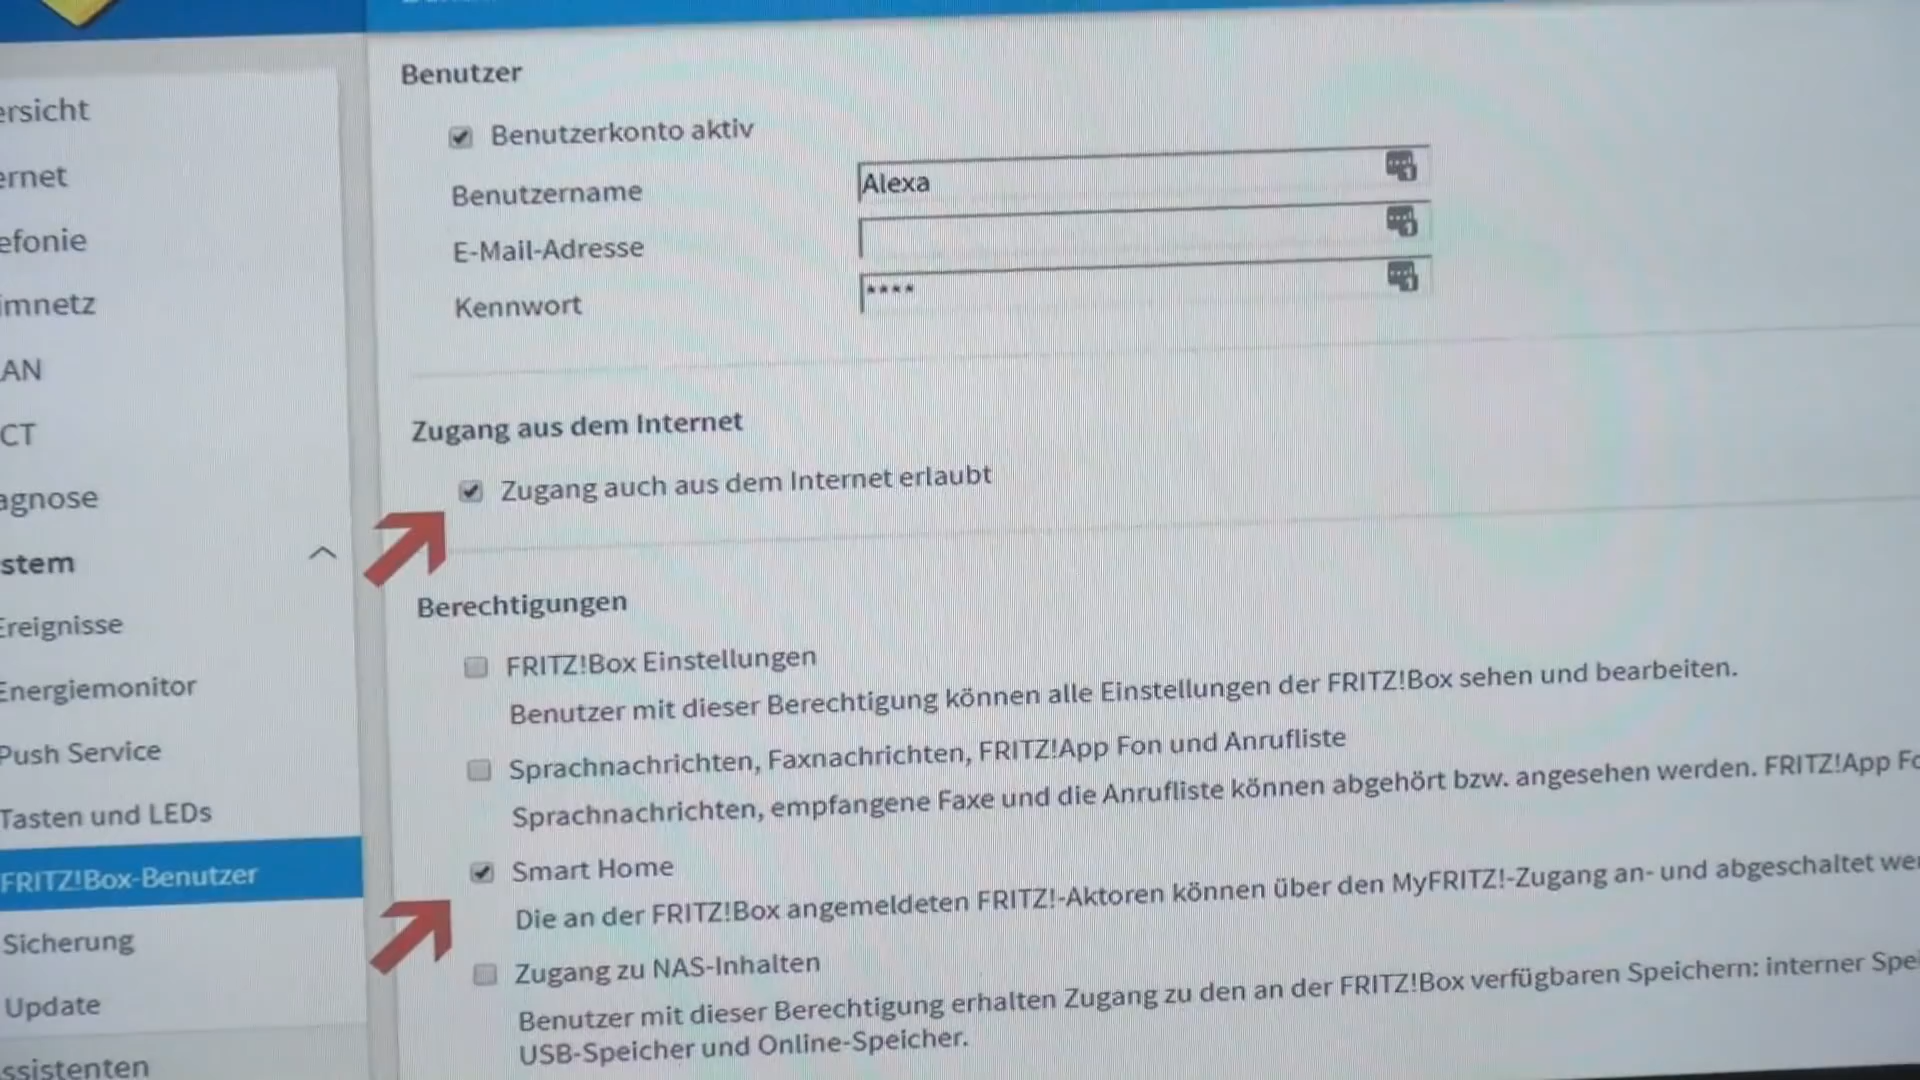 Benutzer
Benutzerkonto aktiv
Benutzername
Alexa
E-Mail-Adresse
Kennwort
****
Zugang aus dem Internet
Zugang auch aus dem Internet erlaubt
Berechtigungen
FRITZ!Box Einstellungen
Benutzer mit dieser Berechtigung können alle Einstellungen der FRITZ!Box sehen und bearbeiten.
Sprachnachrichten, Faxnachrichten, FRITZ!App Fon und Anrufliste
Sprachnachrichten, empfangene Faxe und die Anrufliste können abgehört bzw. angesehen werden. FRITZ!App Fo
Smart Home
Die an der FRITZ!Box angemeldeten FRITZ!-Aktoren können über den MyFRITZ!-Zugang an- und abgeschaltet we
Zugang zu NAS-Inhalten
Benutzer mit dieser Berechtigung erhalten Zugang zu den an der FRITZ!Box verfügbaren Speichern: interner Spei
USB-Speicher und Online-Speicher.
ersicht
ernet
efonie
imnetz
AN
CT
agnose
stem
Ereignisse
Energiemonitor
Push Service
Tasten und LEDs
FRITZ!Box-Benutzer
Sicherung
Update
ssistenten